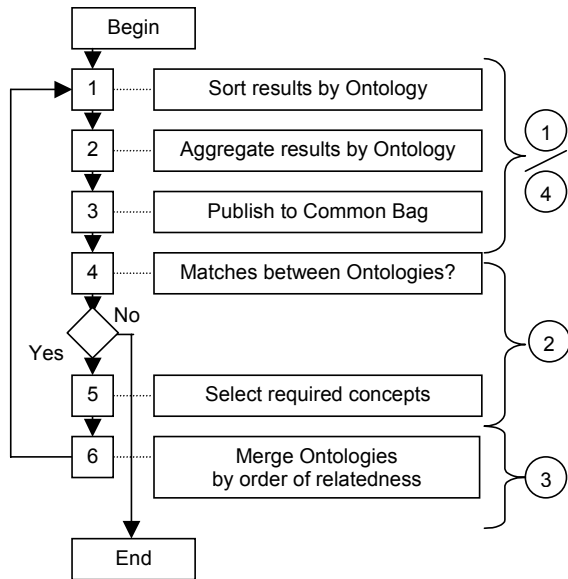 Begin
1
Sort results by Ontology
2
Aggregate results by Ontology
1
4
3
Publish to Common Bag
4
Matches between Ontologies?
No
Yes
2
5
Select required concepts
6
Merge Ontologies
by order of relatedness
3
End